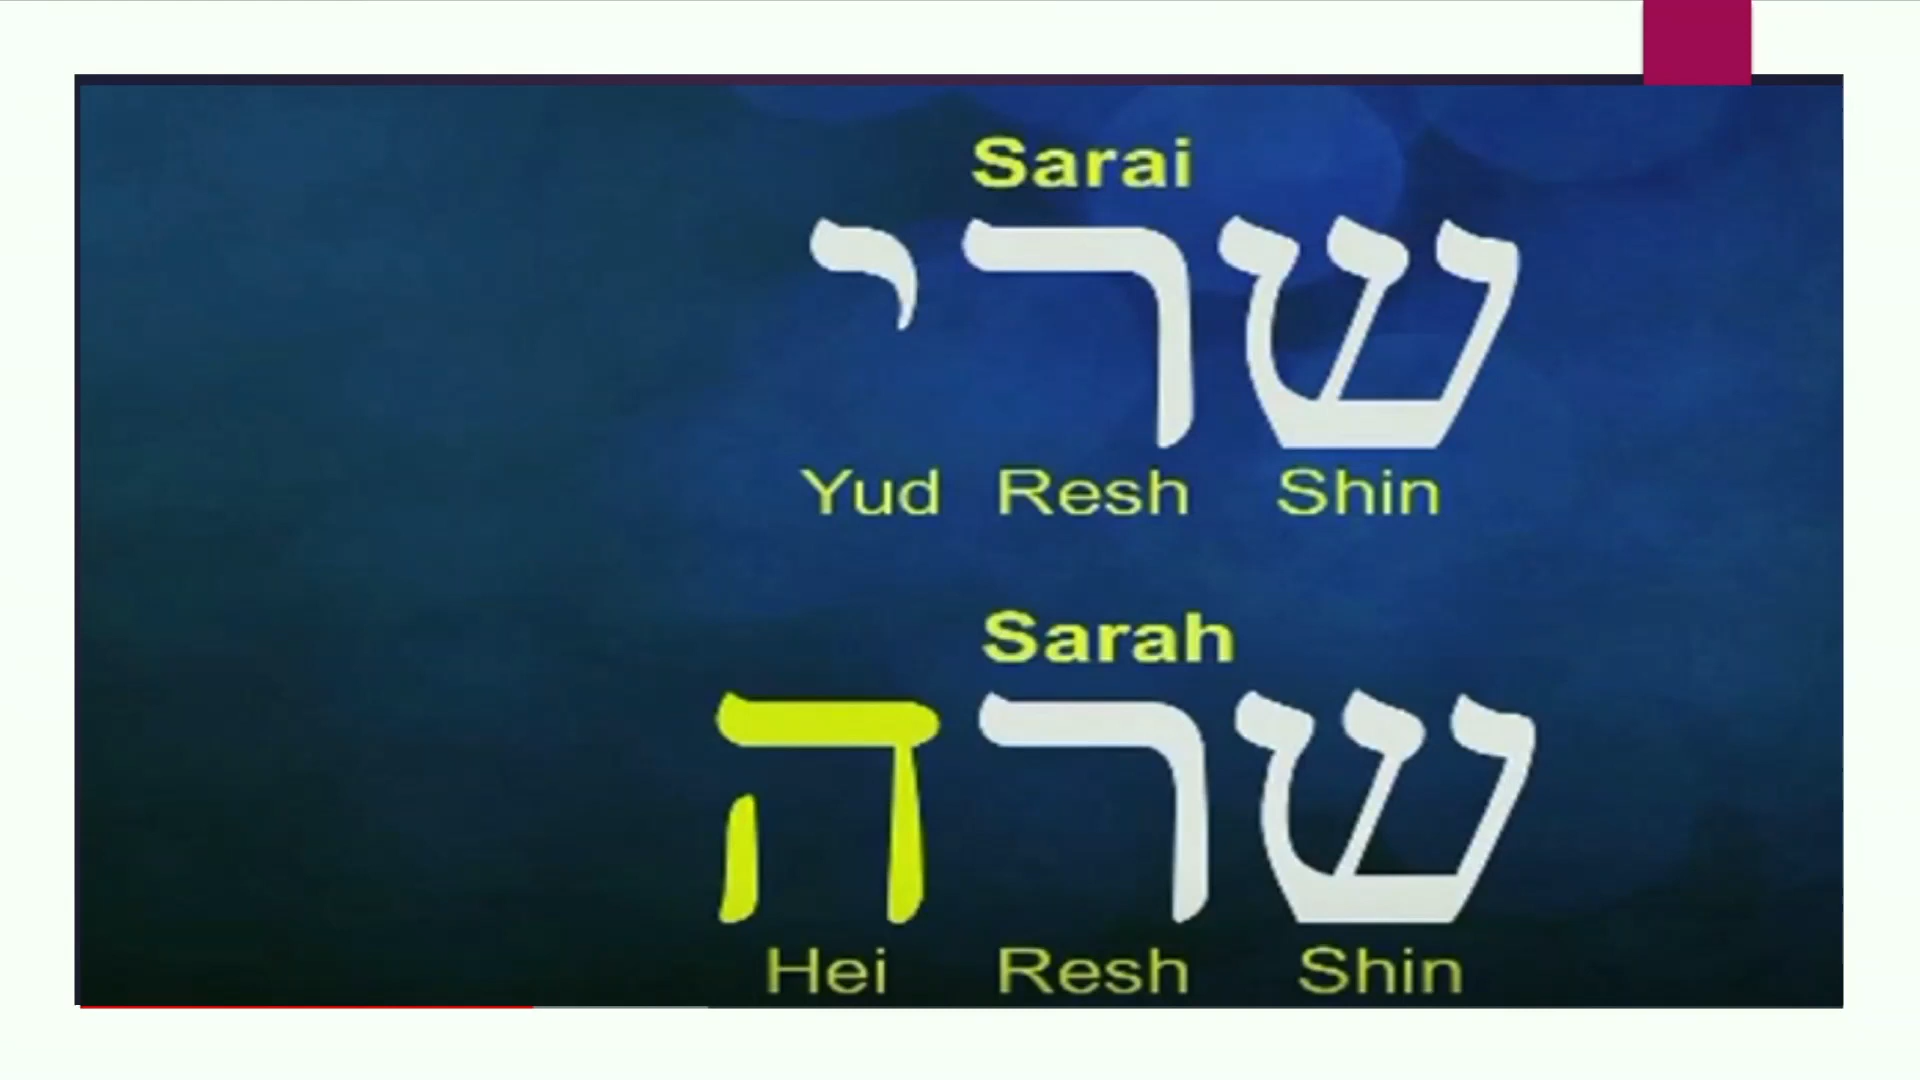 Sarai
שרי
Yud Resh Shin
Sarah
שרה
Hei Resh Shin